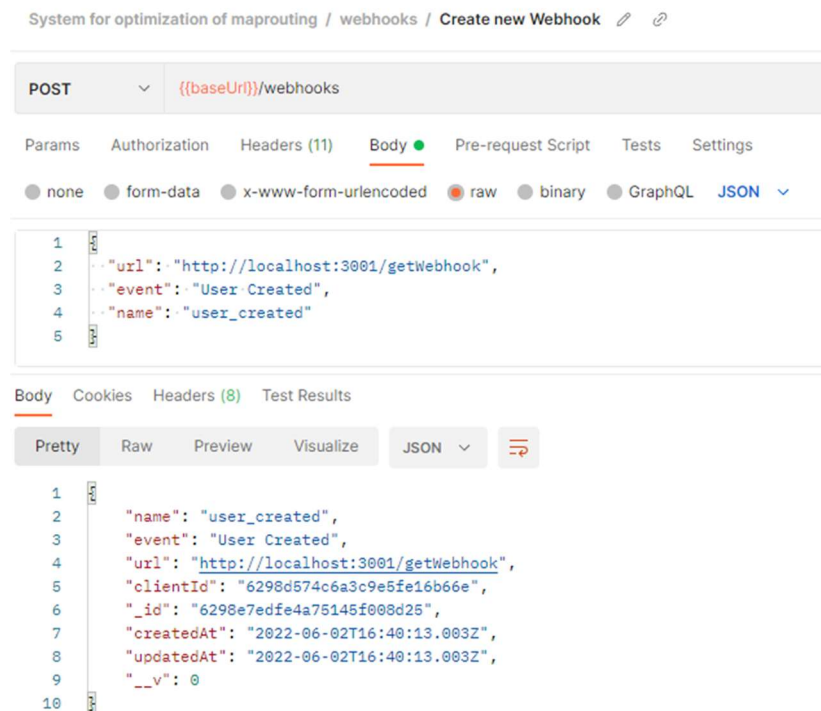 System for optimization of maprouting / webhooks / Create new Webhook
POST {{baseUrl}}/webhooks
Params Authorization Headers (11) Body Pre-request Script Tests Settings
none form-data x-www-form-urlencoded raw binary GraphQL JSON
1 {
2 "url": "http://localhost:3001/getWebhook",
3 "event": "User Created",
4 "name": "user_created"
5 }
Body Cookies Headers (8) Test Results
Pretty Raw Preview Visualize JSON
1 {
2 "name": "user_created",
3 "event": "User Created",
4 "url": "http://localhost:3001/getWebhook",
5 "clientId": "6298d574c6a3c9e5fe16b66e",
6 "_id": "6298e7edfe4a75145f008d25",
7 "createdAt": "2022-06-02T16:40:13.003Z",
8 "updatedAt": "2022-06-02T16:40:13.003Z",
9 "__v": 0
10 }